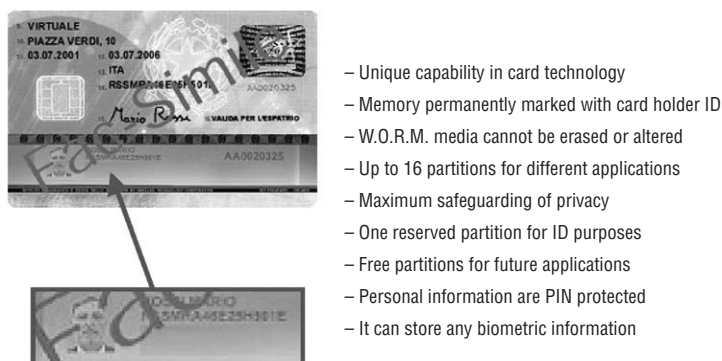 VIRTUALE
PIAZZA VERDI, 10
03.07.2001 03.07.2006
ITA
Mario Rossi VALIDA PER L'ESPATRIO
AA0020325
AA0020325
Fac-Simile
– Unique capability in card technology
– Memory permanently marked with card holder ID
– W.O.R.M. media cannot be erased or altered
– Up to 16 partitions for different applications
– Maximum safeguarding of privacy
– One reserved partition for ID purposes
– Free partitions for future applications
– Personal information are PIN protected
– It can store any biometric information